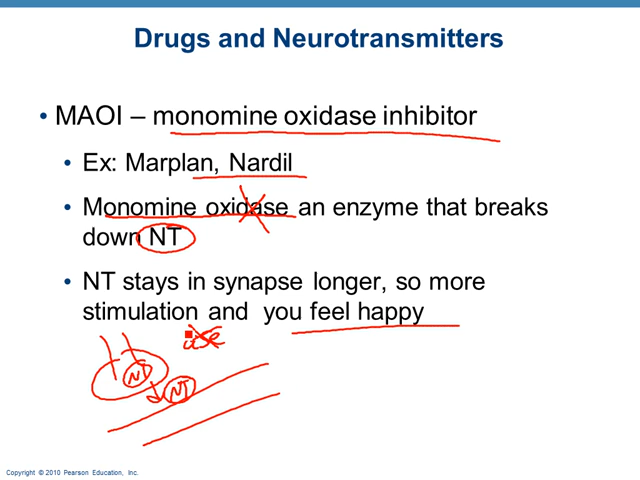 Drugs and Neurotransmitters
• MAOI – monomine oxidase inhibitor
• Ex: Marplan, Nardil
• Monomine oxidase an enzyme that breaks
down NT
• NT stays in synapse longer, so more
stimulation and you feel happy
ase
NT
NT
Copyright © 2010 Pearson Education, Inc.